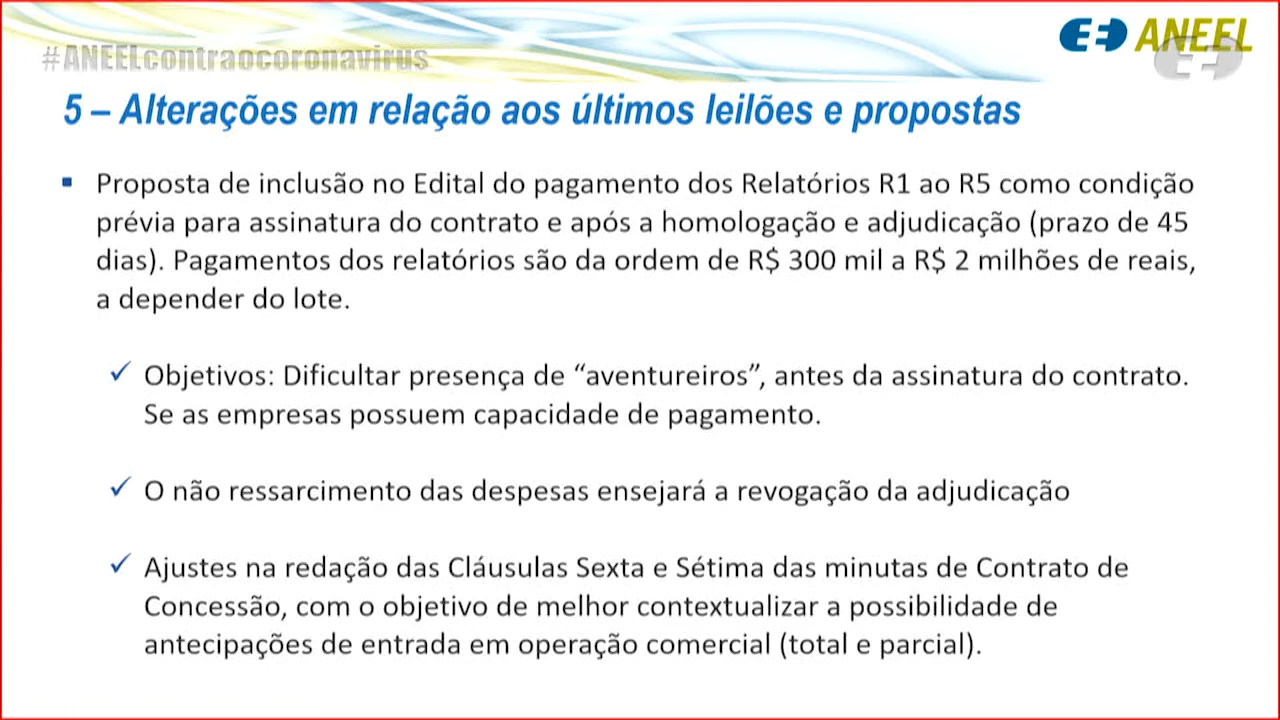 #ANEELcontraocoronavirus
ANEEL
5 – Alterações em relação aos últimos leilões e propostas
Proposta de inclusão no Edital do pagamento dos Relatórios R1 ao R5 como condição
prévia para assinatura do contrato e após a homologação e adjudicação (prazo de 45
dias). Pagamentos dos relatórios são da ordem de R$ 300 mil a R$ 2 milhões de reais,
a depender do lote.
Objetivos: Dificultar presença de “aventureiros”, antes da assinatura do contrato.
Se as empresas possuem capacidade de pagamento.
O não ressarcimento das despesas ensejará a revogação da adjudicação
Ajustes na redação das Cláusulas Sexta e Sétima das minutas de Contrato de
Concessão, com o objetivo de melhor contextualizar a possibilidade de
antecipações de entrada em operação comercial (total e parcial).